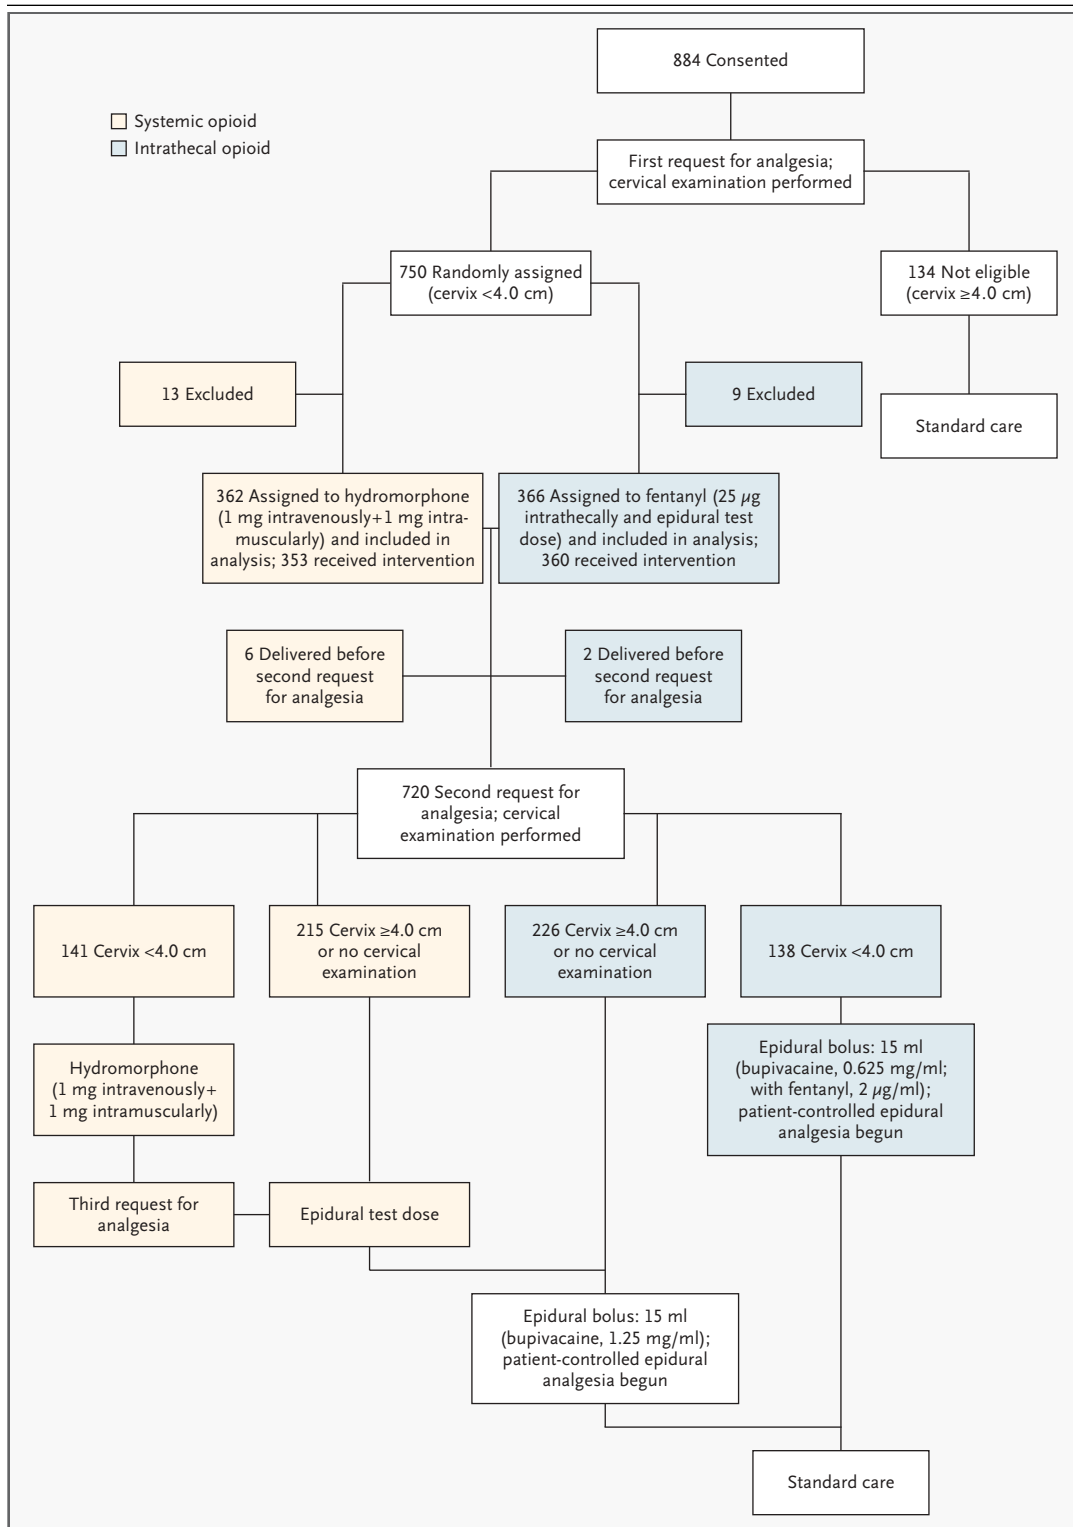 884 Consented
Systemic opioid
Intrathecal opioid
First request for analgesia;
cervical examination performed
750 Randomly assigned
(cervix <4.0 cm)
134 Not eligible
(cervix ≥4.0 cm)
13 Excluded
9 Excluded
Standard care
362 Assigned to hydromorphone
(1 mg intravenously+1 mg intra-
muscularly) and included in
analysis; 353 received intervention
366 Assigned to fentanyl (25 µg
intrathecally and epidural test
dose) and included in analysis;
360 received intervention
6 Delivered before
second request
for analgesia
2 Delivered before
second request
for analgesia
720 Second request for
analgesia; cervical
examination performed
141 Cervix <4.0 cm
215 Cervix ≥4.0 cm
or no cervical
examination
226 Cervix ≥4.0 cm
or no cervical
examination
138 Cervix <4.0 cm
Hydromorphone
(1 mg intravenously+
1 mg intramuscularly)
Epidural bolus: 15 ml
(bupivacaine, 0.625 mg/ml;
with fentanyl, 2 µg/ml);
patient-controlled epidural
analgesia begun
Third request for
analgesia
Epidural test dose
Epidural bolus: 15 ml
(bupivacaine, 1.25 mg/ml);
patient-controlled epidural
analgesia begun
Standard care